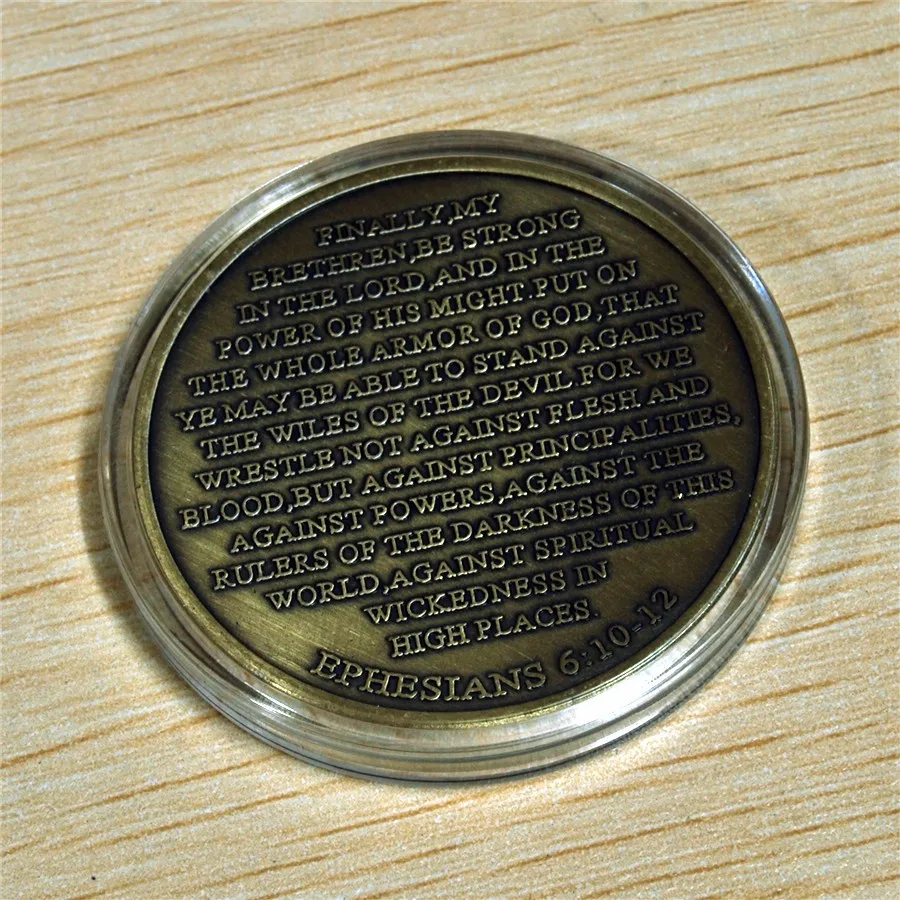 FINALLY,MY
BRETHREN,BE STRONG
IN THE LORD,AND IN THE
POWER OF HIS MIGHT.PUT ON
THE WHOLE ARMOR OF GOD,THAT
YE MAY BE ABLE TO STAND AGAINST
THE WILES OF THE DEVIL.FOR WE
WRESTLE NOT AGAINST FLESH AND
BLOOD,BUT AGAINST PRINCIPALITIES,
AGAINST POWERS,AGAINST THE
RULERS OF THE DARKNESS OF THIS
WORLD,AGAINST SPIRITUAL
WICKEDNESS IN
HIGH PLACES.
EPHESIANS 6:10-12